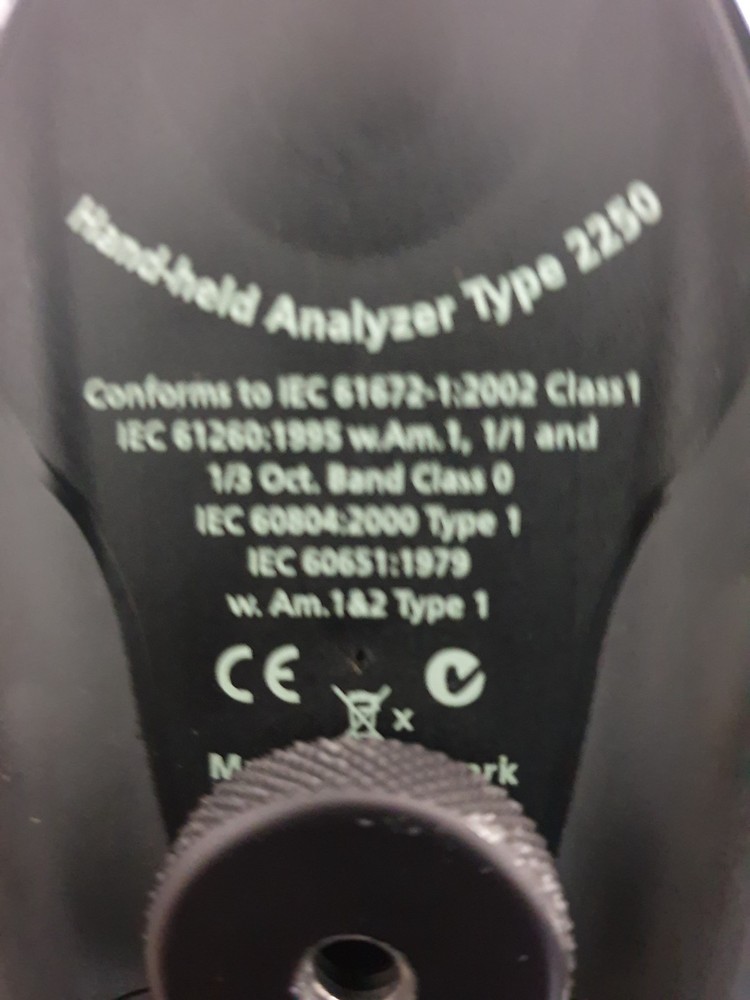 Hand-held Analyzer Type 2250
Conforms to IEC 61672-1:2002 Class1
IEC 61260:1995 w.Am.1, 1/1 and
1/3 Oct. Band Class 0
IEC 60804:2000 Type 1
IEC 60651:1979
w. Am.1&2 Type 1
CE
x